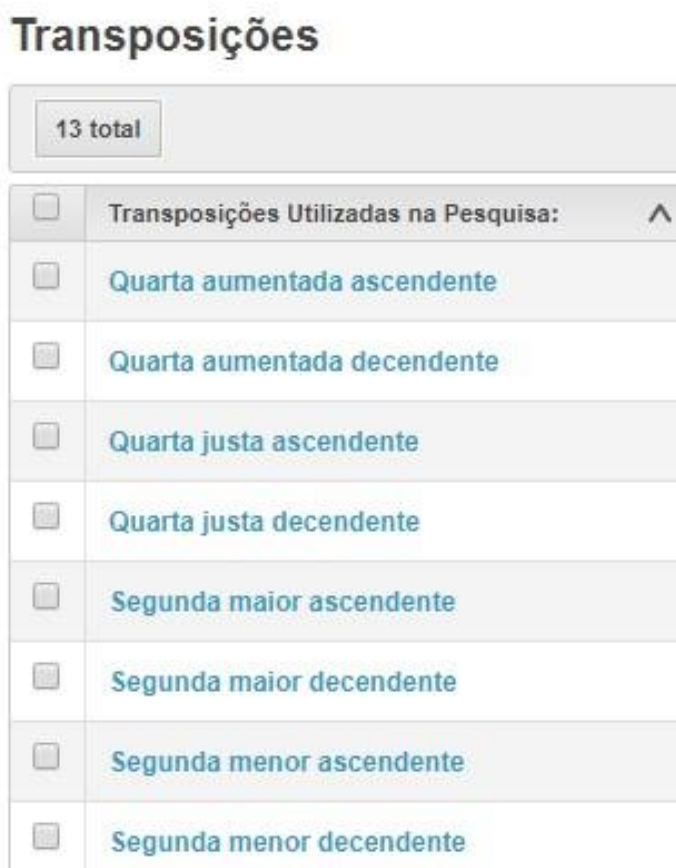 Transposições
13 total
Transposições Utilizadas na Pesquisa:
Quarta aumentada ascendente
Quarta aumentada decendente
Quarta justa ascendente
Quarta justa decendente
Segunda maior ascendente
Segunda maior decendente
Segunda menor ascendente
Segunda menor decendente